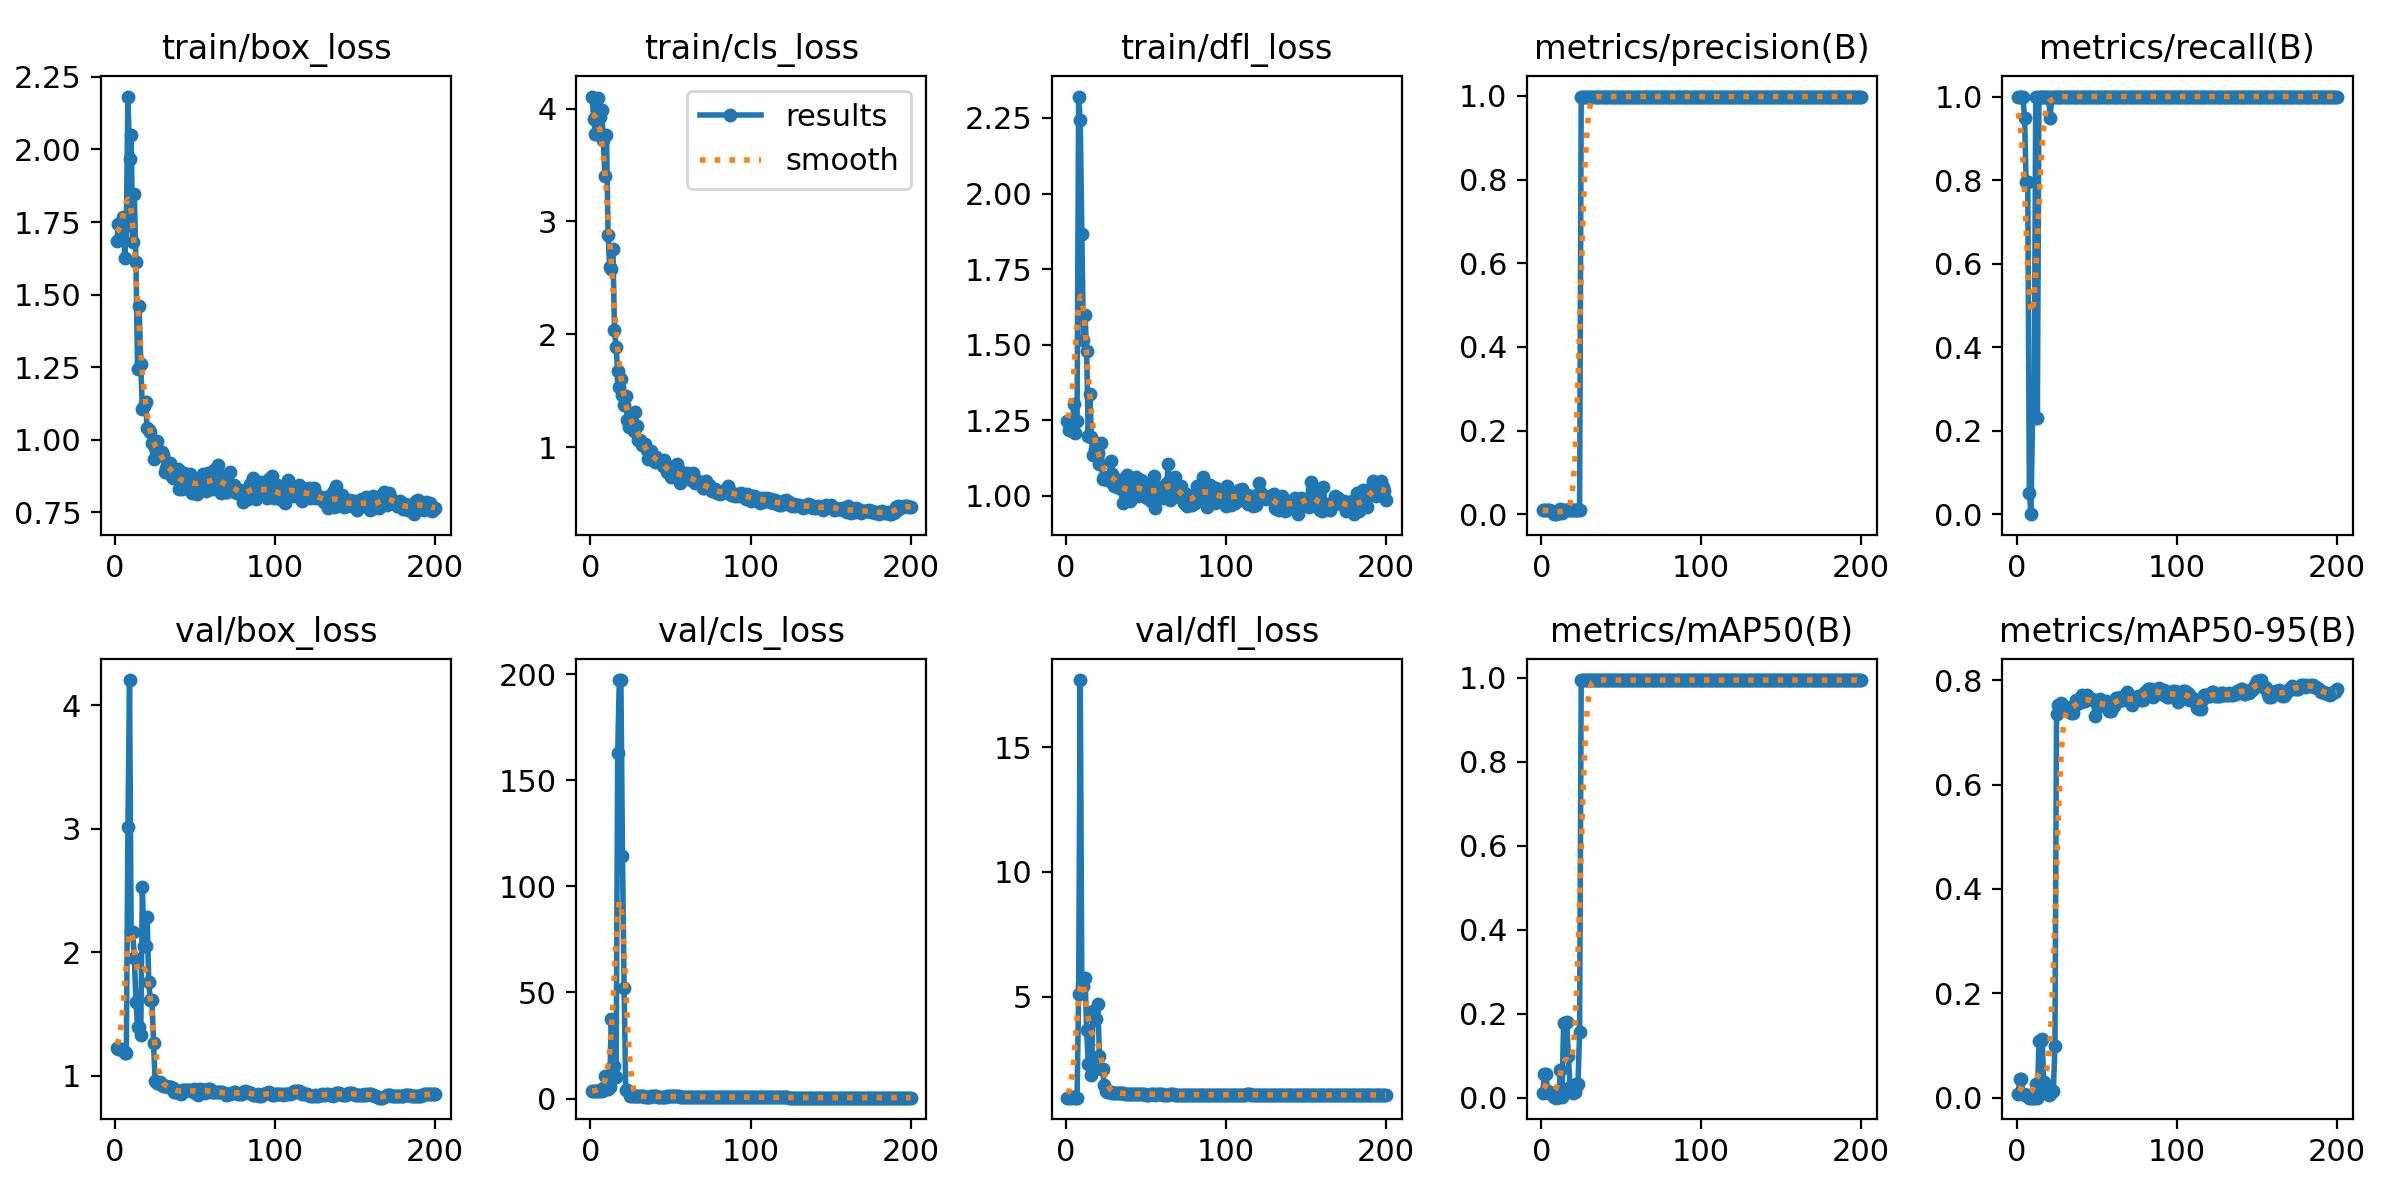 train/box_loss
2.25
2.00
1.75
1.50
1.25
1.00
0.75
0 100 200
train/cls_loss
results
smooth
4
3
2
1
0 100 200
train/dfl_loss
2.25
2.00
1.75
1.50
1.25
1.00
0 100 200
metrics/precision(B)
1.0
0.8
0.6
0.4
0.2
0.0
0 100 200
metrics/recall(B)
1.0
0.8
0.6
0.4
0.2
0.0
0 100 200
val/box_loss
4
3
2
1
0 100 200
val/cls_loss
200
150
100
50
0
0 100 200
val/dfl_loss
15
10
5
0 100 200
metrics/mAP50(B)
1.0
0.8
0.6
0.4
0.2
0.0
0 100 200
metrics/mAP50-95(B)
0.8
0.6
0.4
0.2
0.0
0 100 200